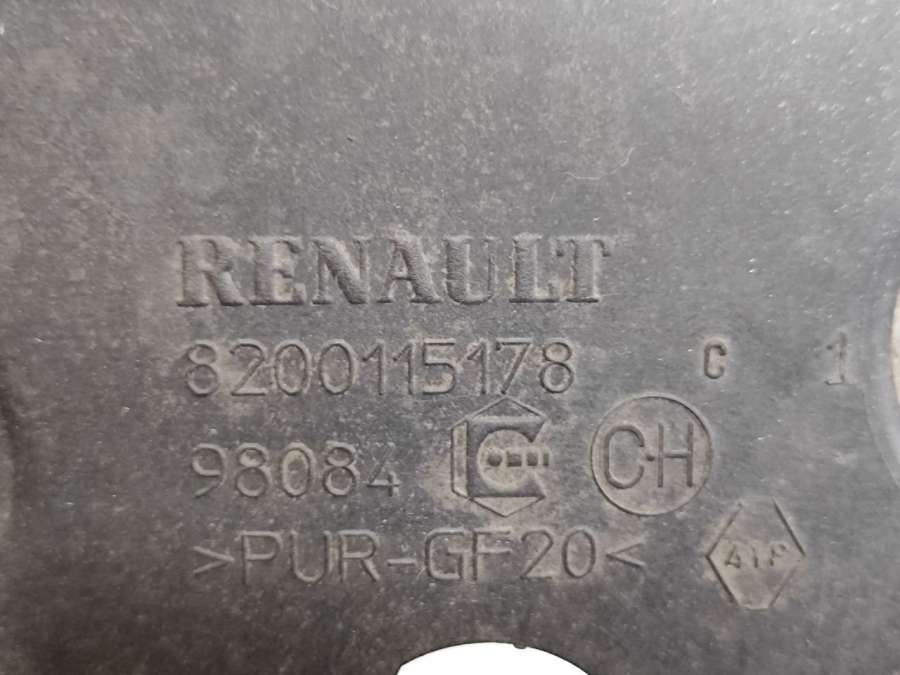 RENAULT
8200115178 C 1
98084 C·H
>PUR-GF20<